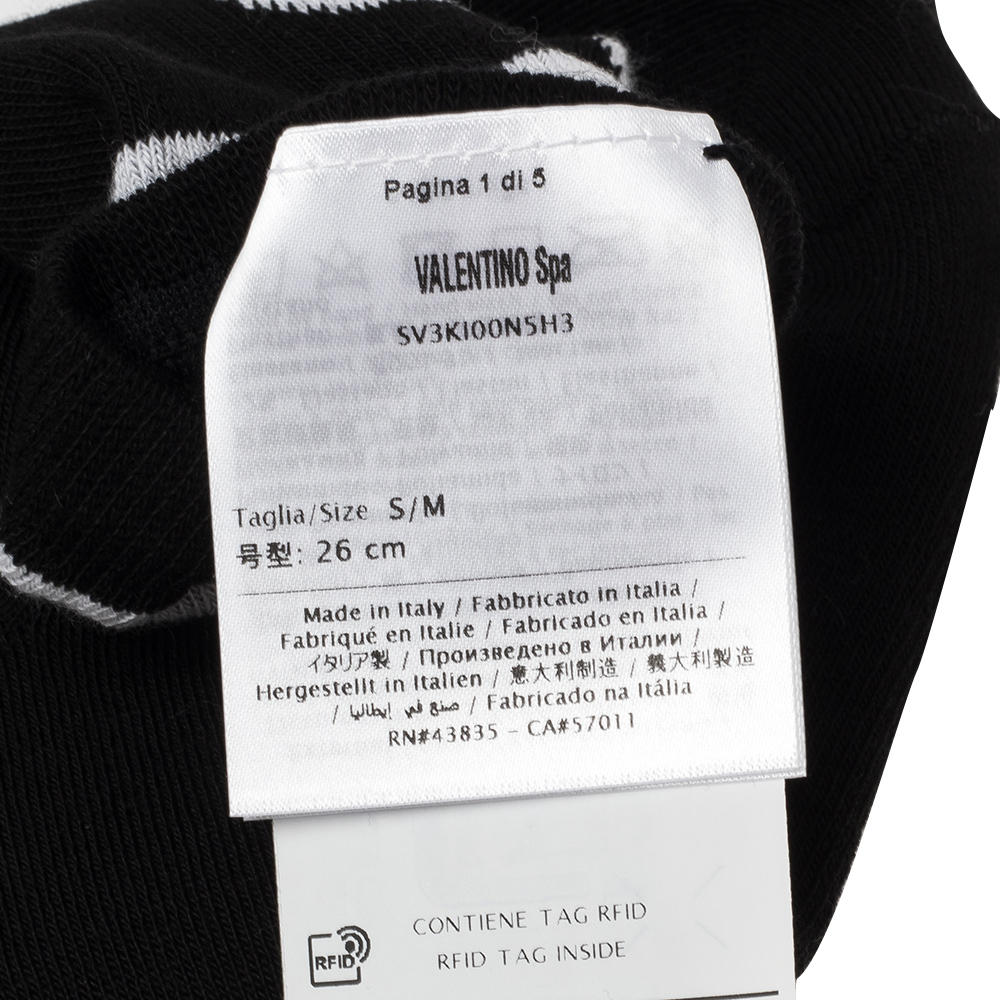 Pagina 1 di 5
VALENTINO Spa
SV3KI00N5H3
Taglia/Size S/M
号型: 26 cm
Made in Italy / Fabbricato in Italia /
Fabriqué en Italie / Fabricado en Italia /
イタリア製 / Произведено в Италии /
Hergestellt in Italien / 意大利制造 / 義大利製造
/ صنع في إيطاليا / Fabricado na Itália
RN#43835 - CA#57011
CONTIENE TAG RFID
RFID TAG INSIDE
RFID